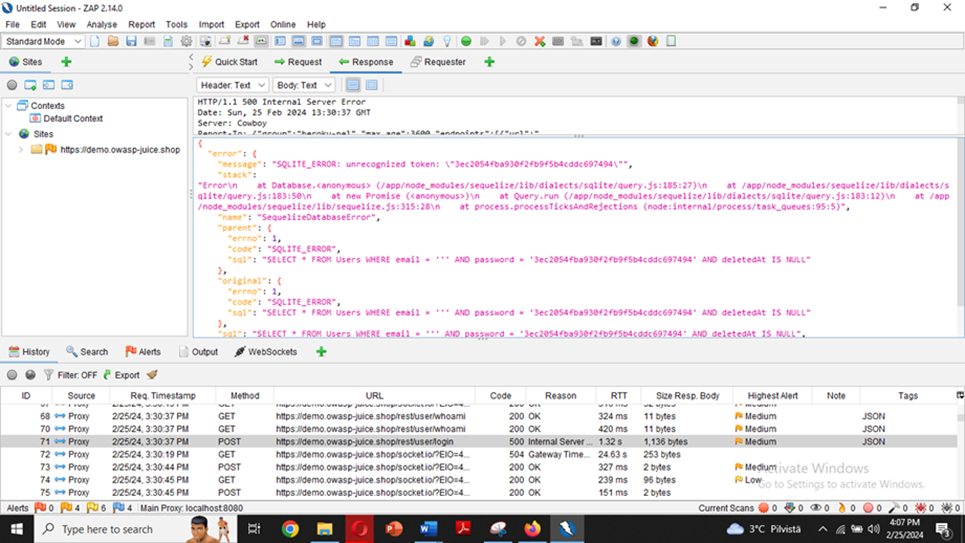 Untitled Session - ZAP 2.14.0
File Edit View Analyse Report Tools Import Export Online Help
Standard Mode
Sites
Quick Start Request Response Requester
Header: Text Body: Text
Contexts
Default Context
Sites
https://demo.owasp-juice.shop
HTTP/1.1 500 Internal Server Error
Date: Sun, 25 Feb 2024 13:30:37 GMT
Server: Cowboy
Report-To: {"group":"heroku-nel","max_age":3600,"endpoints":[{"url":"
{
"error": {
"message": "SQLITE_ERROR: unrecognized token: \"3ec2054fba930f2fb9f5b4cddc697494\"",
"stack":
"Error\n    at Database.<anonymous> (/app/node_modules/sequelize/lib/dialects/sqlite/query.js:185:27)\n    at /app/node_modules/sequelize/lib/dialects/s
qlite/query.js:183:50\n    at new Promise (<anonymous>)\n    at Query.run (/app/node_modules/sequelize/lib/dialects/sqlite/query.js:183:12)\n    at /app
/node_modules/sequelize/lib/sequelize.js:315:28\n    at process.processTicksAndRejections (node:internal/process/task_queues:95:5)",
"name": "SequelizeDatabaseError",
"parent": {
"errno": 1,
"code": "SQLITE_ERROR",
"sql": "SELECT * FROM Users WHERE email = ''' AND password = '3ec2054fba930f2fb9f5b4cddc697494' AND deletedAt IS NULL"
},
"original": {
"errno": 1,
"code": "SQLITE_ERROR",
"sql": "SELECT * FROM Users WHERE email = ''' AND password = '3ec2054fba930f2fb9f5b4cddc697494' AND deletedAt IS NULL"
},
"sql": "SELECT * FROM Users WHERE email = ''' AND password = '3ec2054fba930f2fb9f5b4cddc697494' AND deletedAt IS NULL",
History Search Alerts Output WebSockets
Filter: OFF Export
ID Source Req. Timestamp Method URL Code Reason RTT Size Resp. Body Highest Alert Note Tags
68 Proxy 2/25/24, 3:30:37 PM GET https://demo.owasp-juice.shop/rest/user/whoami 200 OK 324 ms 11 bytes Medium JSON
70 Proxy 2/25/24, 3:30:37 PM GET https://demo.owasp-juice.shop/rest/user/whoami 200 OK 420 ms 11 bytes Medium JSON
71 Proxy 2/25/24, 3:30:37 PM POST https://demo.owasp-juice.shop/rest/user/login 500 Internal Server ... 1.32 s 1,136 bytes Medium JSON
72 Proxy 2/25/24, 3:30:19 PM GET https://demo.owasp-juice.shop/socket.io/?EIO=4... 504 Gateway Time... 24.63 s 253 bytes
73 Proxy 2/25/24, 3:30:44 PM POST https://demo.owasp-juice.shop/socket.io/?EIO=4... 200 OK 327 ms 2 bytes Medium
74 Proxy 2/25/24, 3:30:45 PM GET https://demo.owasp-juice.shop/socket.io/?EIO=4... 200 OK 239 ms 96 bytes Low
75 Proxy 2/25/24, 3:30:45 PM POST https://demo.owasp-juice.shop/socket.io/?EIO=4... 200 OK 151 ms 2 bytes
Activate Windows
Go to Settings to activate Windows.
Alerts 0 4 6 4 Main Proxy: localhost:8080 Current Scans 0 0 0 0 0 0 0 0
Type here to search
3°C Pilvistä
4:07 PM
2/25/2024
3